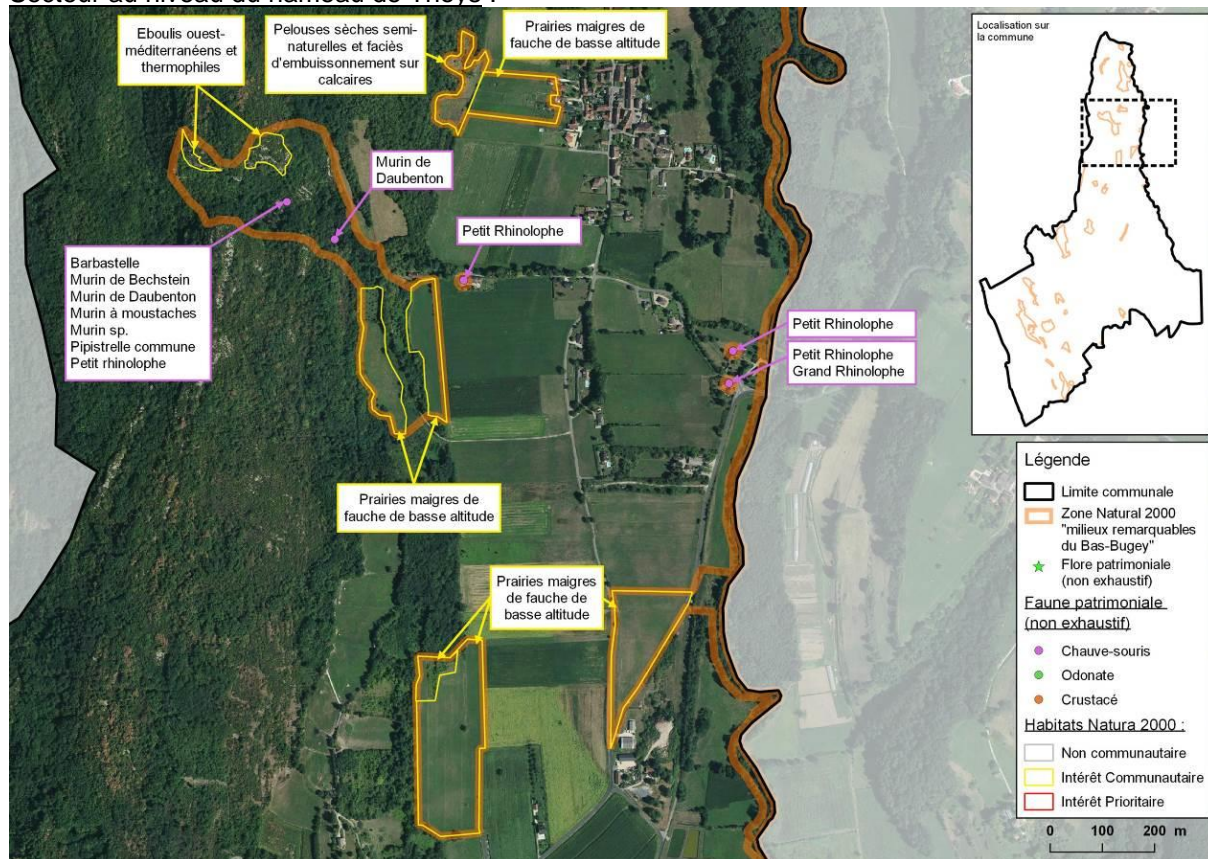 Secteur au niveau du hameau de Thoys :
Eboulis ouest-
méditerranéens et
thermophiles
Pelouses sèches semi-
naturelles et faciès
d'embuissonnement sur
calcaires
Prairies maigres de
fauche de basse altitude
Localisation sur
la commune
Murin de
Daubenton
Petit Rhinolophe
Barbastelle
Murin de Bechstein
Murin de Daubenton
Murin à moustaches
Murin sp.
Pipistrelle commune
Petit rhinolophe
Petit Rhinolophe
Petit Rhinolophe
Grand Rhinolophe
Prairies maigres de
fauche de basse altitude
Prairies maigres
de fauche de
basse altitude
Légende
Limite communale
Zone Natural 2000
"milieux remarquables
du Bas-Bugey"
Flore patrimoniale
(non exhaustif)
Faune patrimoniale
(non exhaustif)
Chauve-souris
Odonate
Crustacé
Habitats Natura 2000 :
Non communautaire
Intérêt Communautaire
Intérêt Prioritaire
0 100 200 m